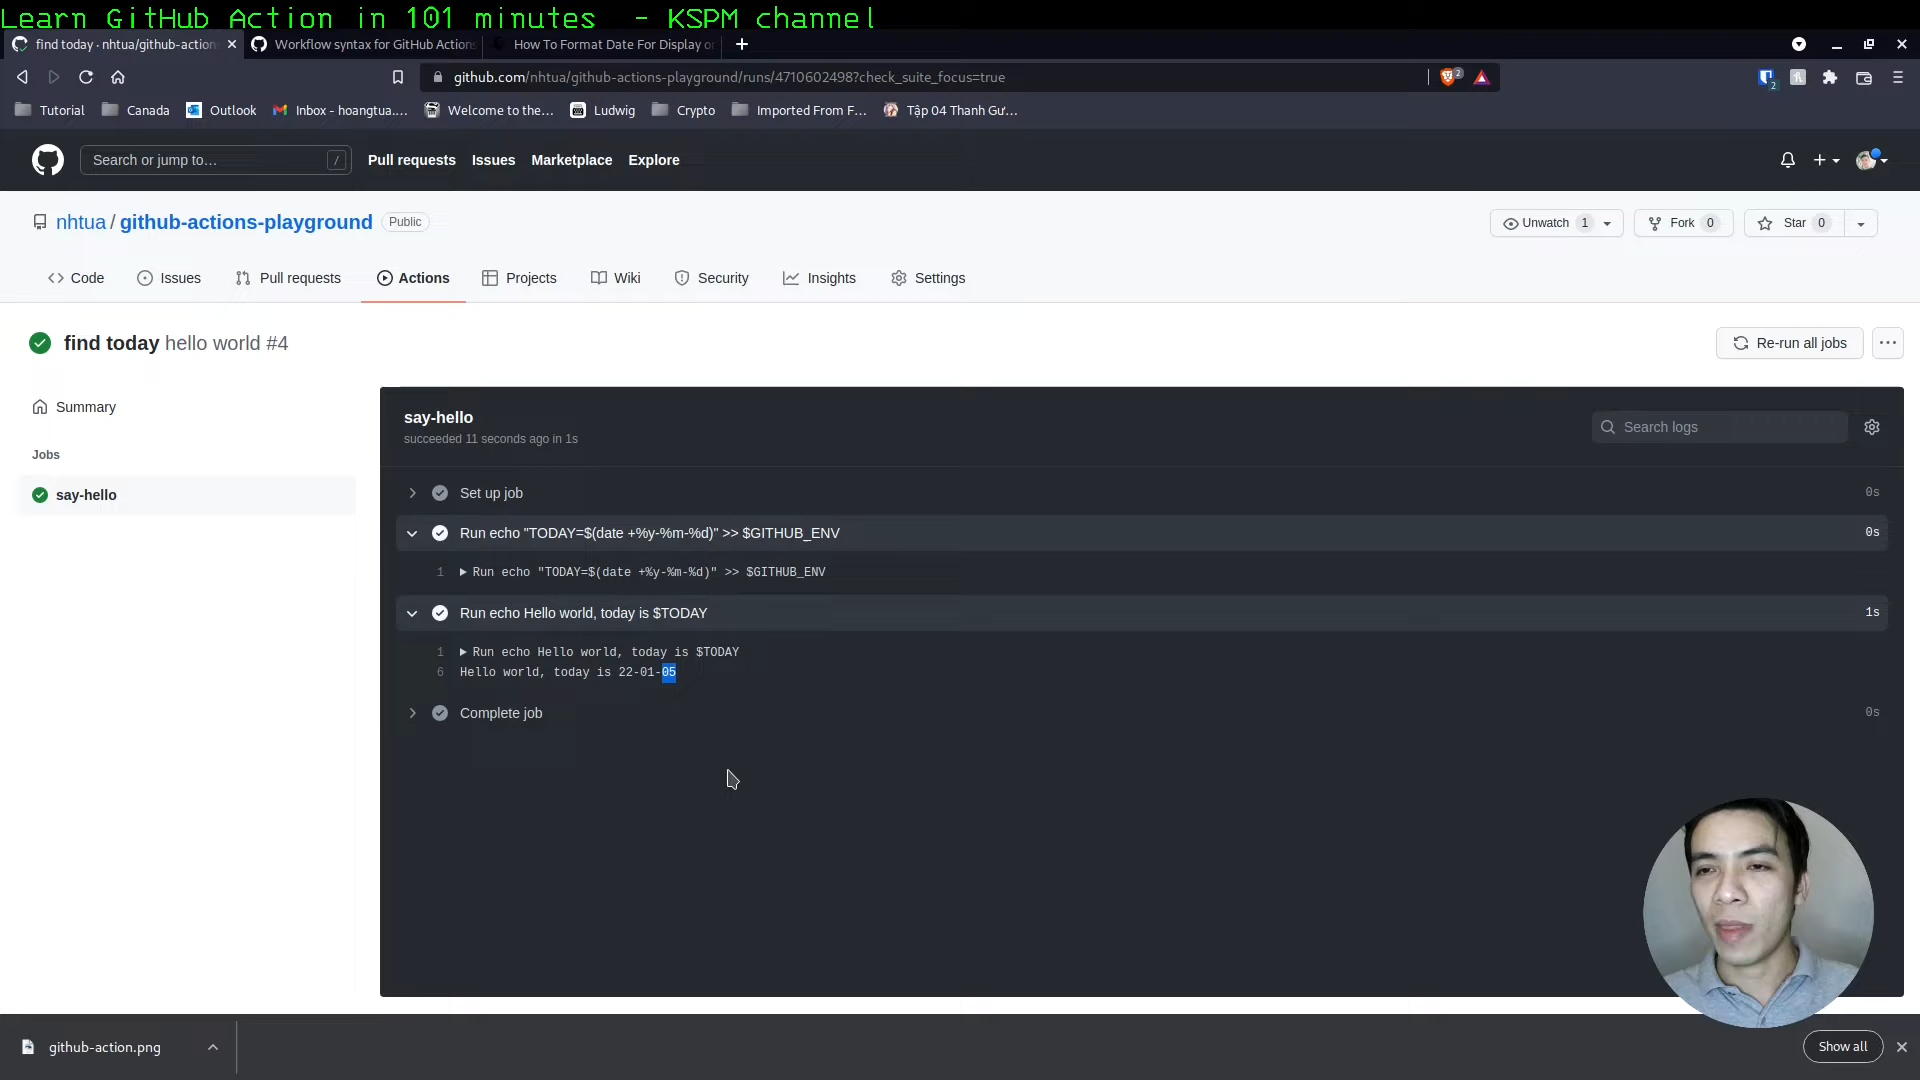 Learn GitHub Action in 101 minutes - KSPM channel
find today · nhtua/github-action
Workflow syntax for GitHub Actions
How To Format Date For Display or
github.com/nhtua/github-actions-playground/runs/4710602498?check_suite_focus=true
2
2
Tutorial
Canada
Outlook
Inbox - hoangtua....
Welcome to the...
Ludwig
Crypto
Imported From F...
Tập 04 Thanh Gư...
Search or jump to...
/
Pull requests
Issues
Marketplace
Explore
nhtua / github-actions-playground
Public
Unwatch 1
Fork 0
Star 0
Code
Issues
Pull requests
Actions
Projects
Wiki
Security
Insights
Settings
find today hello world #4
Re-run all jobs
Summary
Jobs
say-hello
say-hello
succeeded 11 seconds ago in 1s
Search logs
Set up job
0s
Run echo "TODAY=$(date +%y-%m-%d)" >> $GITHUB_ENV
0s
1 Run echo "TODAY=$(date +%y-%m-%d)" >> $GITHUB_ENV
Run echo Hello world, today is $TODAY
1s
1 Run echo Hello world, today is $TODAY
6 Hello world, today is 22-01-05
Complete job
0s
github-action.png
Show all